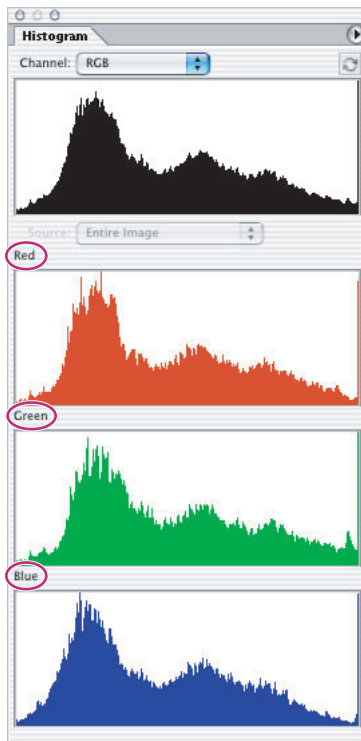 Histogram
Channel: RGB
Source: Entire Image
Red
Green
Blue